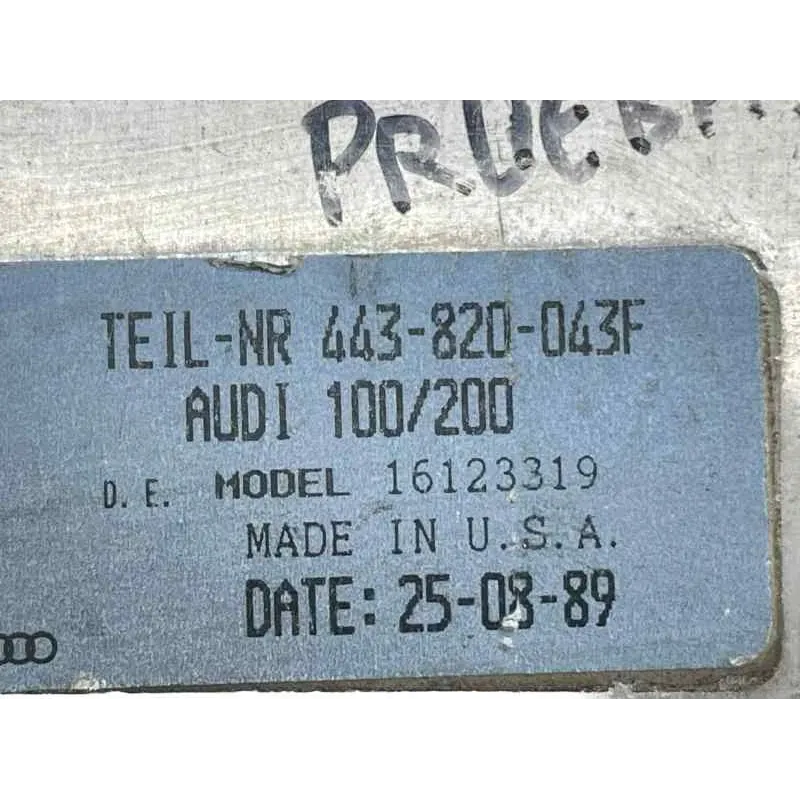 TEIL-NR 443-820-043F
AUDI 100/200
D.E. MODEL 16123319
MADE IN U.S.A.
DATE: 25-08-89